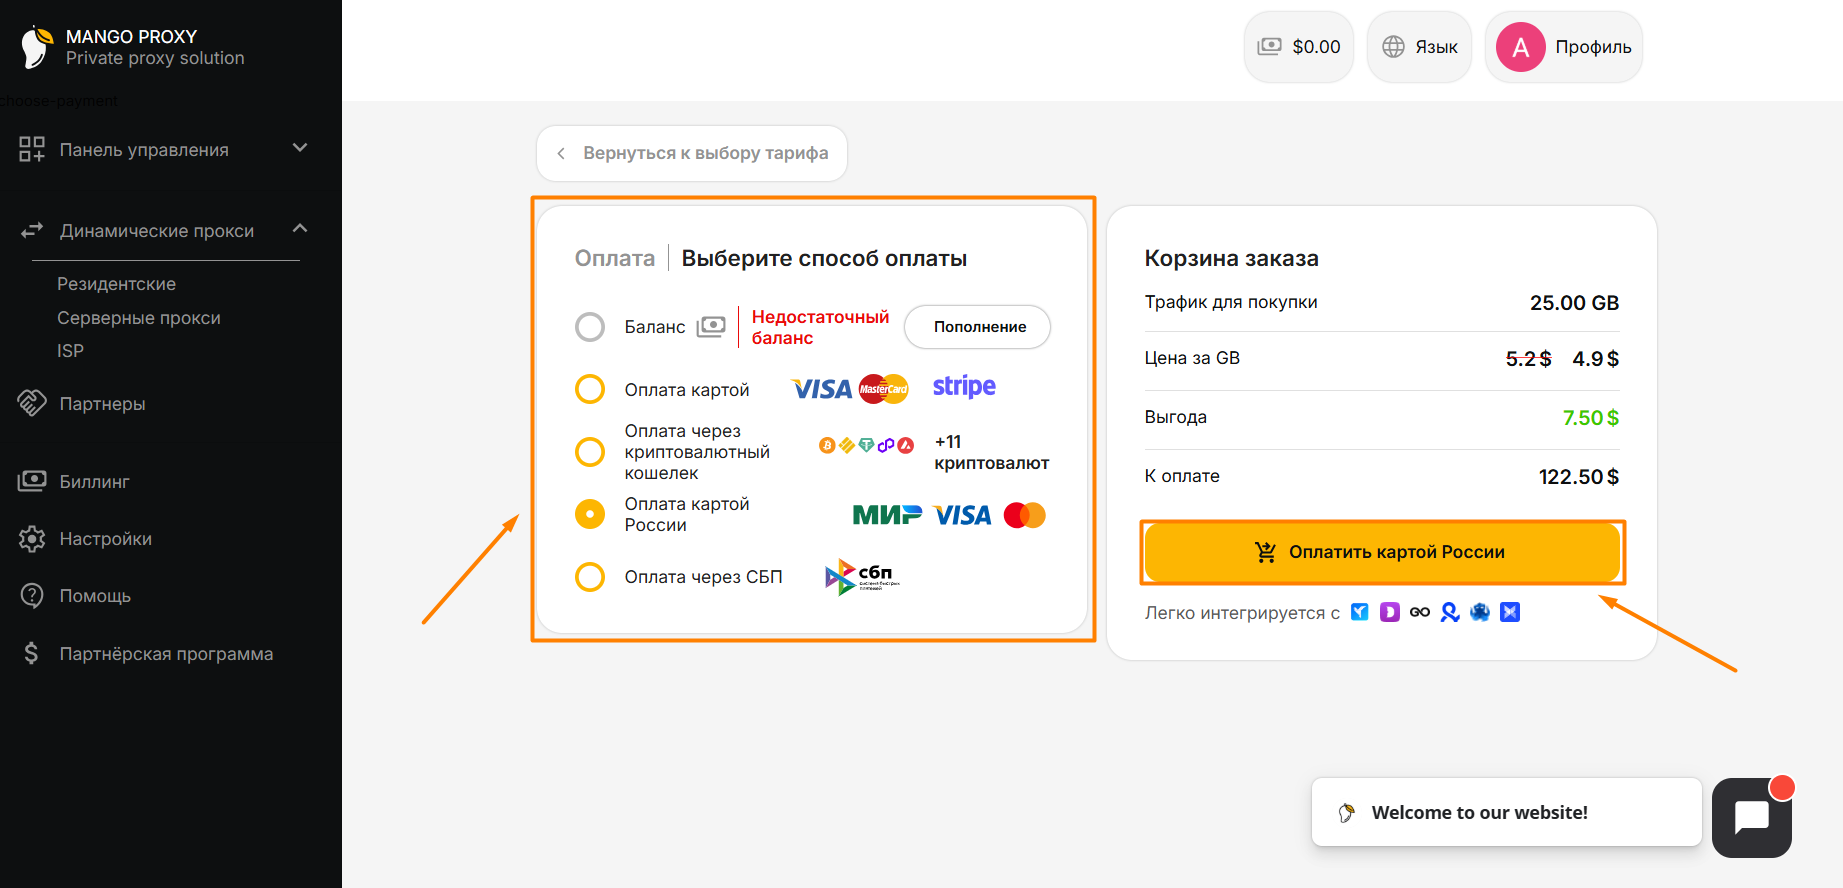 MANGO PROXY
Private proxy solution
choose-payment
Панель управления
Динамические прокси
Резидентские
Серверные прокси
ISP
Партнеры
Биллинг
Настройки
Помощь
Партнёрская программа
$0.00
Язык
A
Профиль
Вернуться к выбору тарифа
Оплата
Выберите способ оплаты
Баланс
Недостаточный
баланс
Пополнение
Оплата картой
VISA
MasterCard
stripe
Оплата через
криптовалютный
кошелек
+11
криптовалют
Оплата картой
России
МИР
VISA
Оплата через СБП
сбп
система быстрых
платежей
Корзина заказа
Трафик для покупки
25.00 GB
Цена за GB
5.2 $ 4.9 $
Выгода
7.50 $
К оплате
122.50 $
Оплатить картой России
Легко интегрируется с
Welcome to our website!